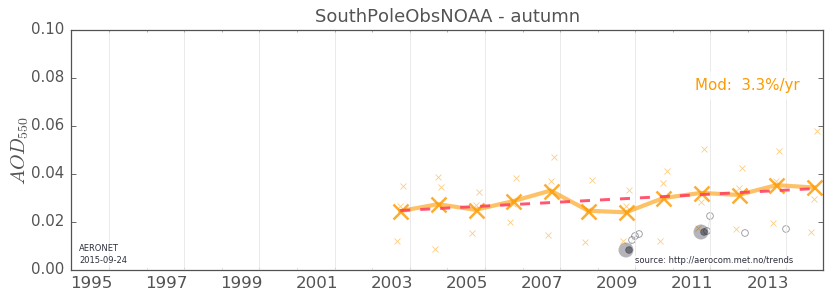 SouthPoleObsNOAA - autumn
0.10
0.08
0.06
0.04
0.02
0.00
AOD550
Mod: 3.3%/yr
AERONET
2015-09-24
source: http://aerocom.met.no/trends
1995 1997 1999 2001 2003 2005 2007 2009 2011 2013